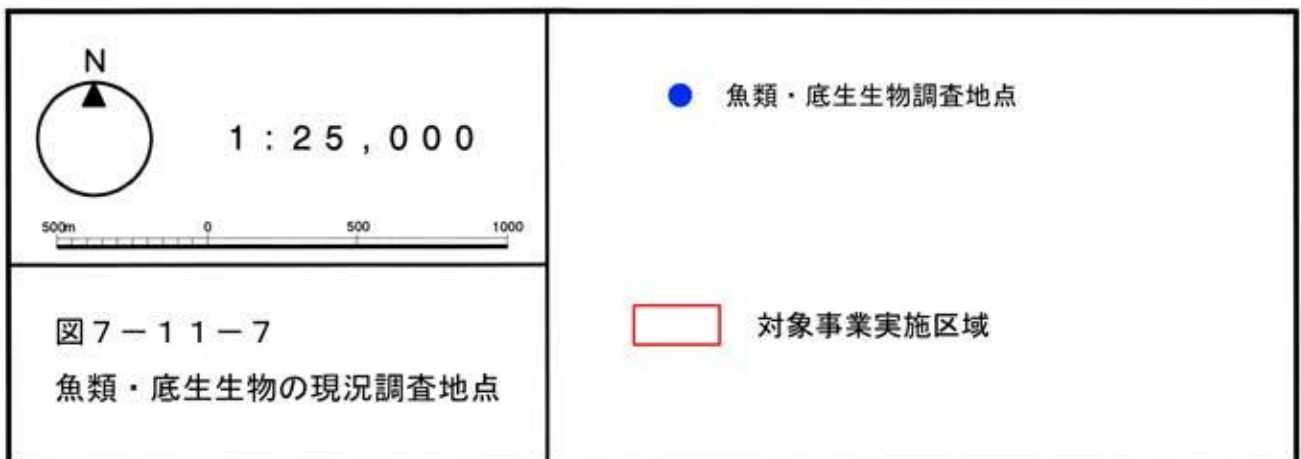 N
1:25,000
500m 0 500 1000
図7-11-7
魚類・底生生物の現況調査地点
魚類・底生生物調査地点
対象事業実施区域